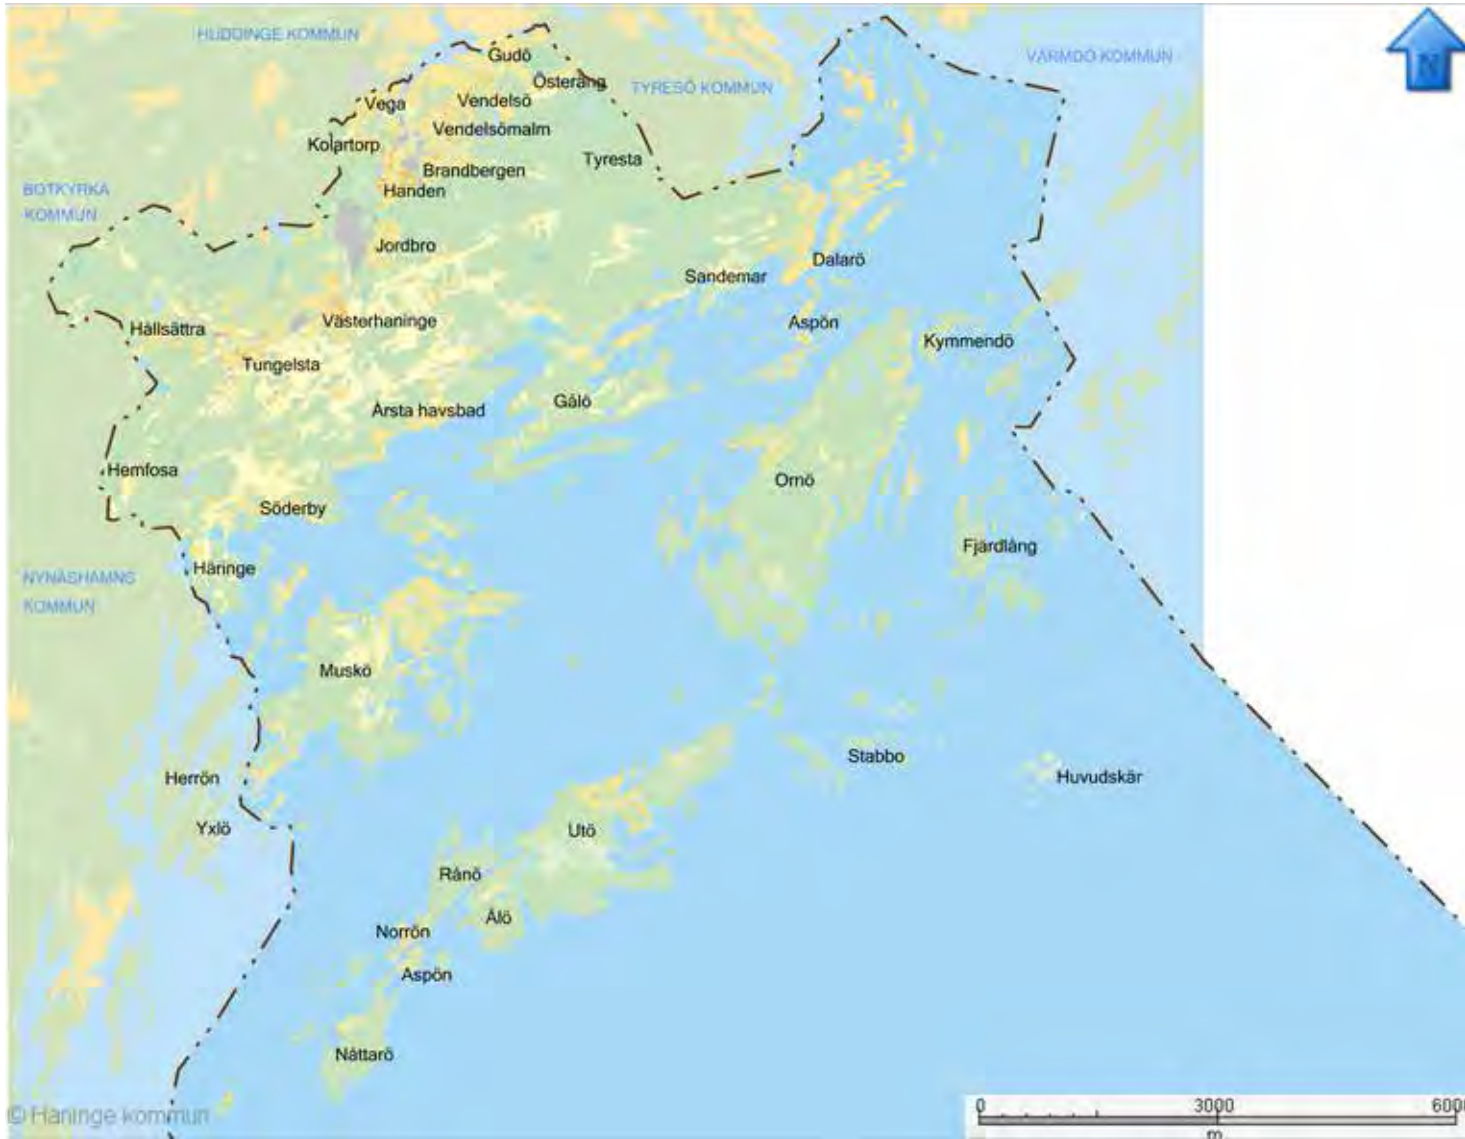 HUDDINGE KOMMUN
Gudö
VÄRMDÖ KOMMUN
N
Österäng
TYRESÖ KOMMUN
Vega
Vendelsö
Vendelsömalm
Kolartorp
Tyresta
Brandbergen
Handen
BOTKYRKA
KOMMUN
Jordbro
Dalarö
Sandemar
Västerhaninge
Aspön
Hållsättra
Kymmendö
Tungelsta
Gålö
Årsta havsbad
Hemfosa
Ornö
Söderby
Fjärdlång
Häringe
NYNÄSHAMNS
KOMMUN
Muskö
Stabbo
Herrön
Huvudskär
Yxlö
Utö
Rånö
Ålö
Norrön
Aspön
Nåttarö
© Haninge kommun
0 3000 6000
m